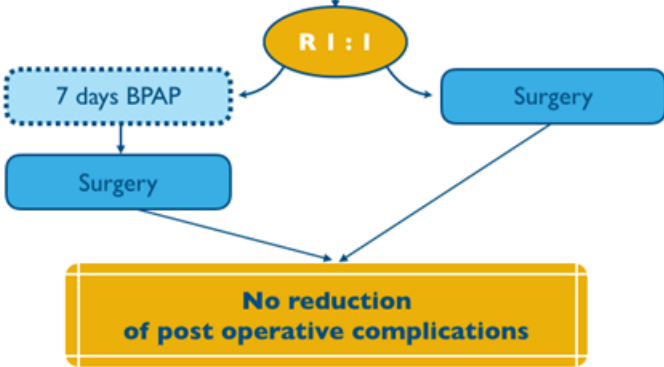 R 1 : 1
7 days BPAP
Surgery
Surgery
No reduction
of post operative complications